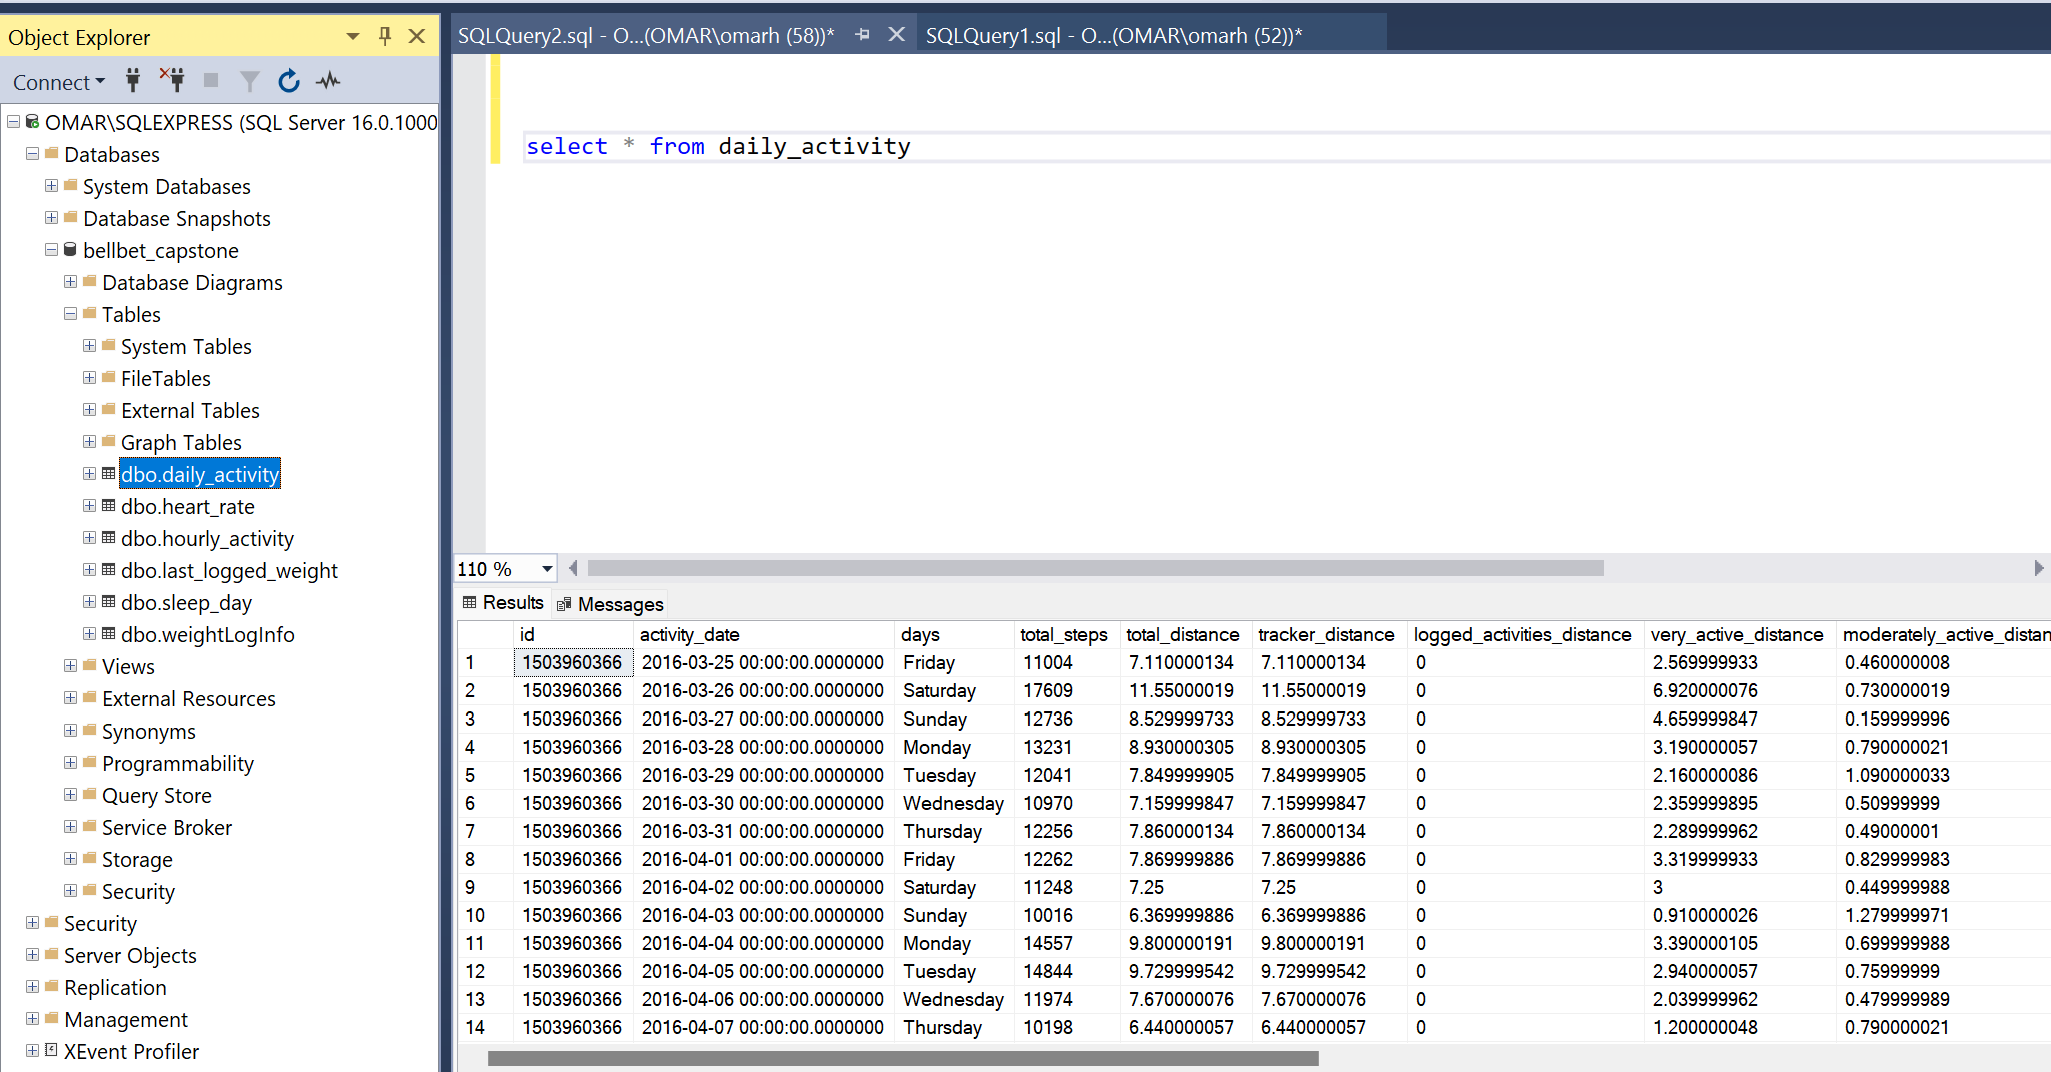 Object Explorer
Connect
OMAR\SQLEXPRESS (SQL Server 16.0.1000
Databases
System Databases
Database Snapshots
bellbet_capstone
Database Diagrams
Tables
System Tables
FileTables
External Tables
Graph Tables
dbo.daily_activity
dbo.heart_rate
dbo.hourly_activity
dbo.last_logged_weight
dbo.sleep_day
dbo.weightLogInfo
Views
External Resources
Synonyms
Programmability
Query Store
Service Broker
Storage
Security
Security
Server Objects
Replication
Management
XEvent Profiler
SQLQuery2.sql - O...(OMAR\omarh (58))* SQLQuery1.sql - O...(OMAR\omarh (52))*
select * from daily_activity
110 %
Results Messages
id activity_date days total_steps total_distance tracker_distance logged_activities_distance very_active_distance moderately_active_distan
1 1503960366 2016-03-25 00:00:00.0000000 Friday 11004 7.110000134 7.110000134 0 2.569999933 0.460000008
2 1503960366 2016-03-26 00:00:00.0000000 Saturday 17609 11.55000019 11.55000019 0 6.920000076 0.730000019
3 1503960366 2016-03-27 00:00:00.0000000 Sunday 12736 8.529999733 8.529999733 0 4.659999847 0.159999996
4 1503960366 2016-03-28 00:00:00.0000000 Monday 13231 8.930000305 8.930000305 0 3.190000057 0.790000021
5 1503960366 2016-03-29 00:00:00.0000000 Tuesday 12041 7.849999905 7.849999905 0 2.160000086 1.090000033
6 1503960366 2016-03-30 00:00:00.0000000 Wednesday 10970 7.159999847 7.159999847 0 2.359999895 0.50999999
7 1503960366 2016-03-31 00:00:00.0000000 Thursday 12256 7.860000134 7.860000134 0 2.289999962 0.49000001
8 1503960366 2016-04-01 00:00:00.0000000 Friday 12262 7.869999886 7.869999886 0 3.319999933 0.829999983
9 1503960366 2016-04-02 00:00:00.0000000 Saturday 11248 7.25 7.25 0 3 0.449999988
10 1503960366 2016-04-03 00:00:00.0000000 Sunday 10016 6.369999886 6.369999886 0 0.910000026 1.279999971
11 1503960366 2016-04-04 00:00:00.0000000 Monday 14557 9.800000191 9.800000191 0 3.390000105 0.699999988
12 1503960366 2016-04-05 00:00:00.0000000 Tuesday 14844 9.729999542 9.729999542 0 2.940000057 0.75999999
13 1503960366 2016-04-06 00:00:00.0000000 Wednesday 11974 7.670000076 7.670000076 0 2.039999962 0.479999989
14 1503960366 2016-04-07 00:00:00.0000000 Thursday 10198 6.440000057 6.440000057 0 1.200000048 0.790000021